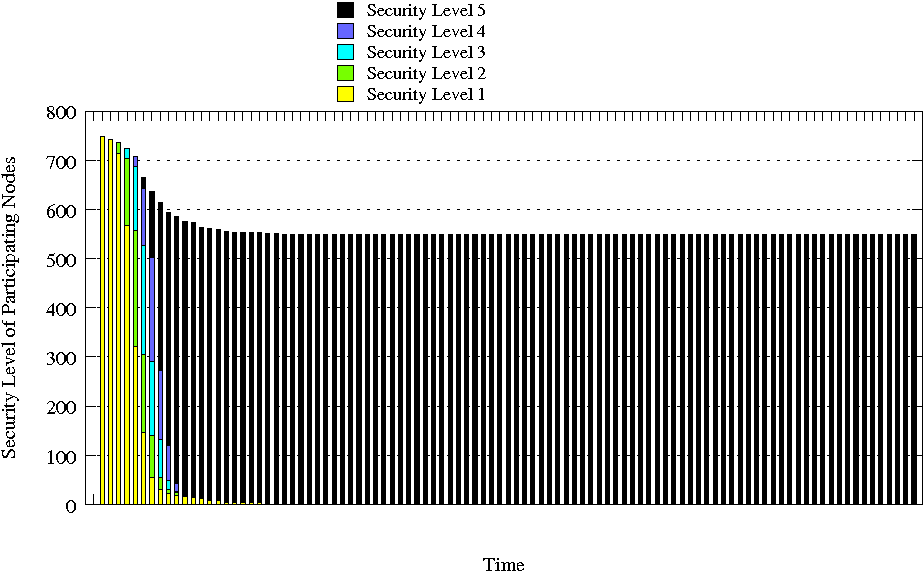 Security Level 5
Security Level 4
Security Level 3
Security Level 2
Security Level 1
800
700
600
500
400
300
200
100
0
Security Level of Participating Nodes
Time